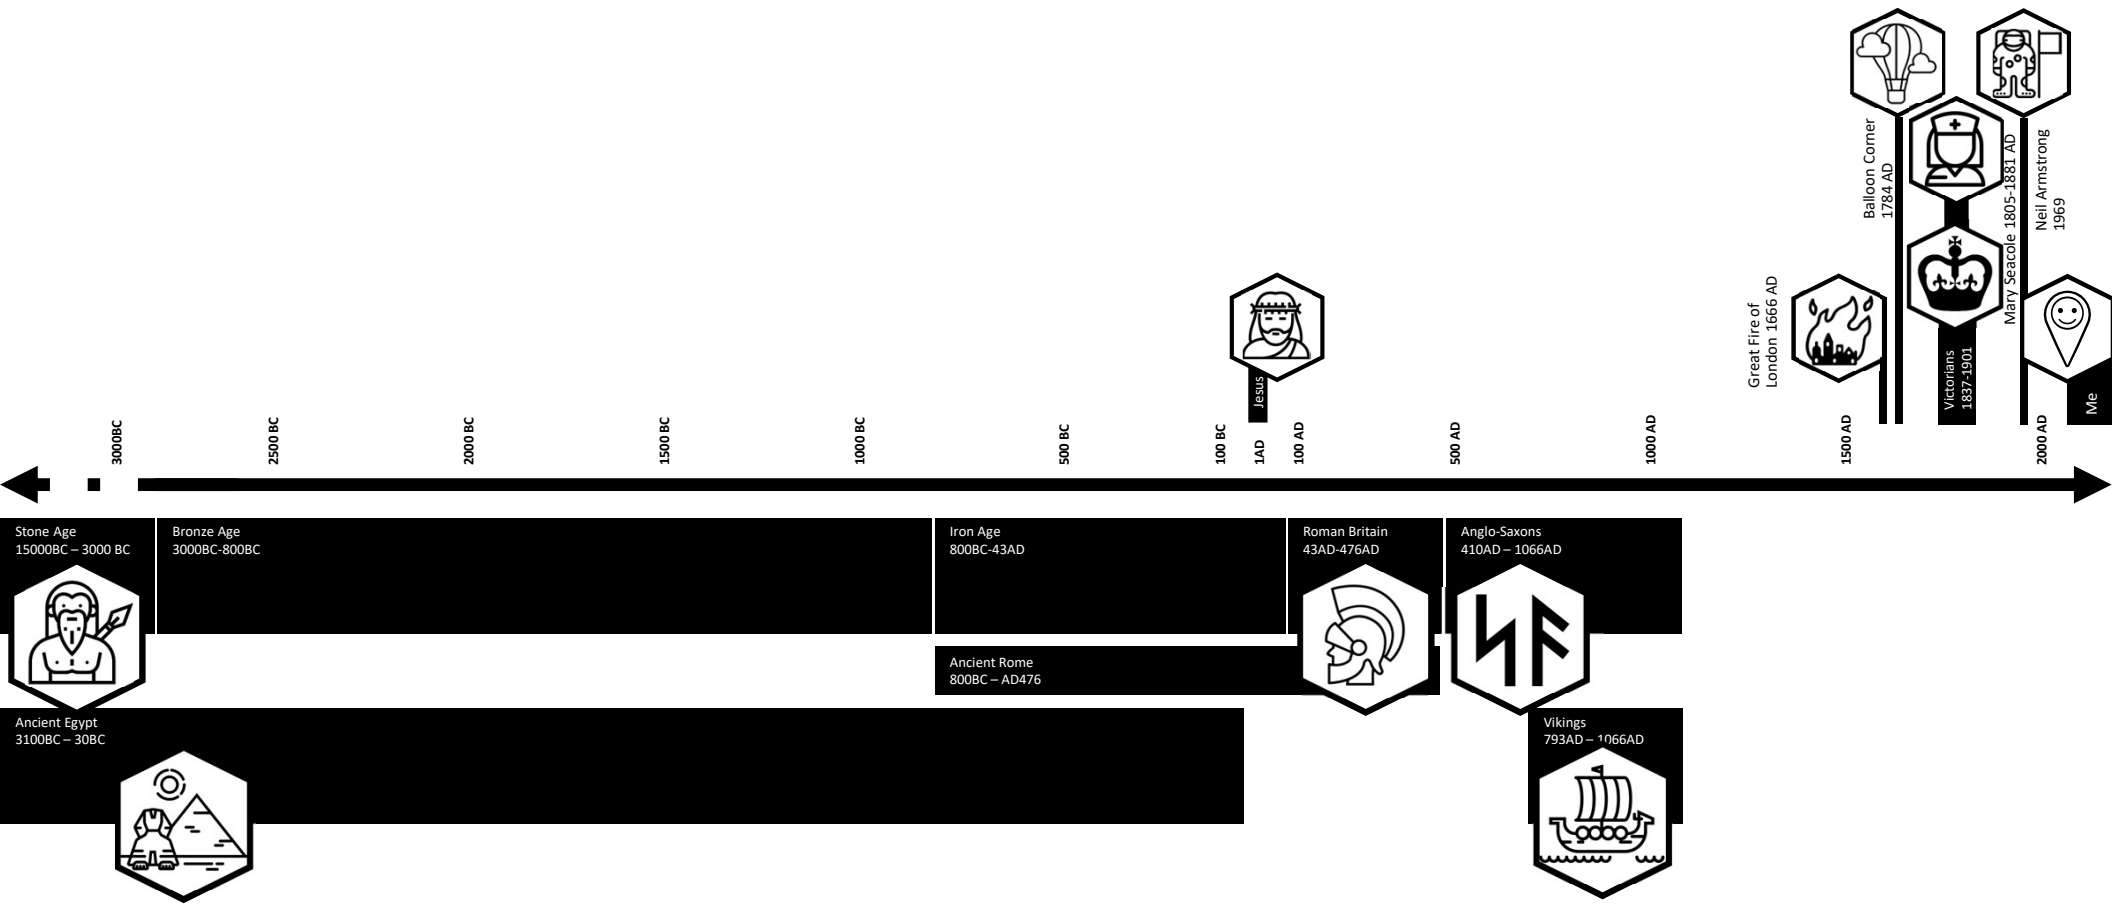 Balloon Corner
1784 AD
Mary Seacole 1805-1881 AD
Neil Armstrong
1969
Great Fire of
London 1666 AD
Victorians
1837-1901
Jesus
Me
3000BC
2500 BC
2000 BC
1500 BC
1000 BC
500 BC
100 BC
1AD
100 AD
500 AD
1000 AD
1500 AD
2000 AD
Stone Age
15000BC – 3000 BC
Bronze Age
3000BC-800BC
Iron Age
800BC-43AD
Roman Britain
43AD-476AD
Anglo-Saxons
410AD – 1066AD
Ancient Rome
800BC – AD476
Ancient Egypt
3100BC – 30BC
Vikings
793AD – 1066AD